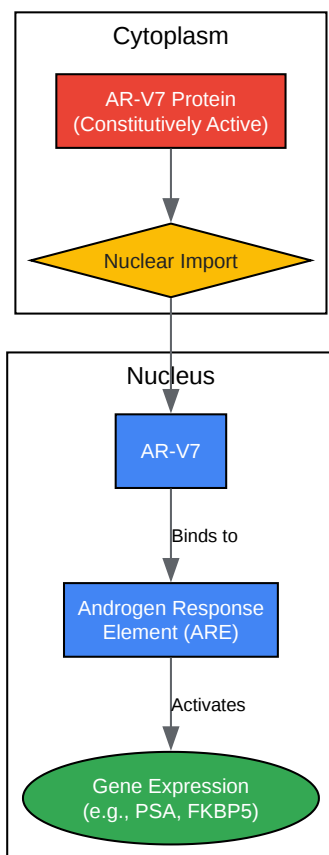 Cytoplasm
AR-V7 Protein
(Constitutively Active)
Nuclear Import
Nucleus
AR-V7
Binds to
Androgen Response
Element (ARE)
Activates
Gene Expression
(e.g., PSA, FKBP5)